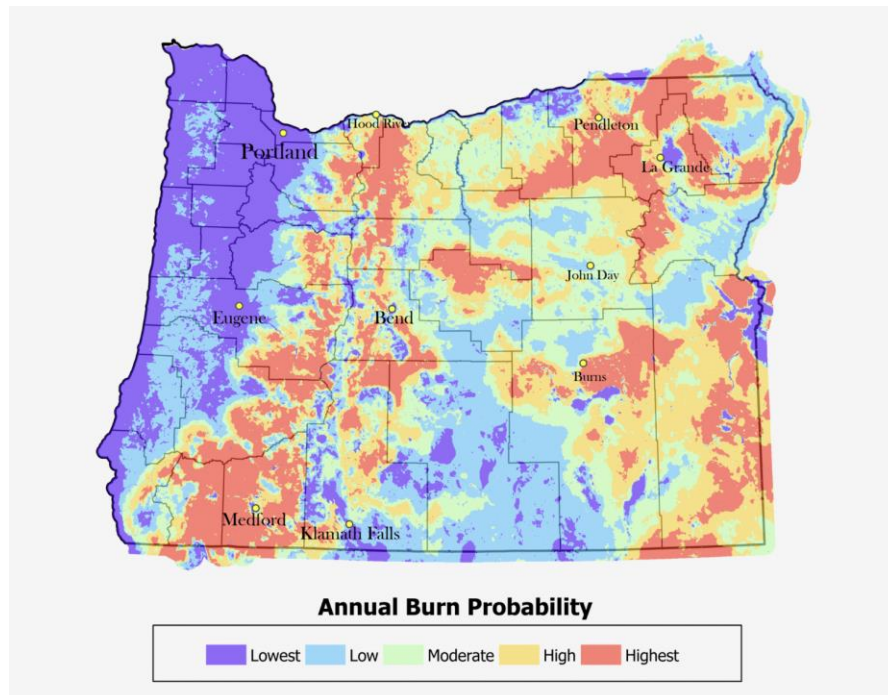 Hood River
Portland
Pendleton
La Grande
John Day
Eugene
Bend
Burns
Medford
Klamath Falls
Annual Burn Probability
Lowest Low Moderate High Highest